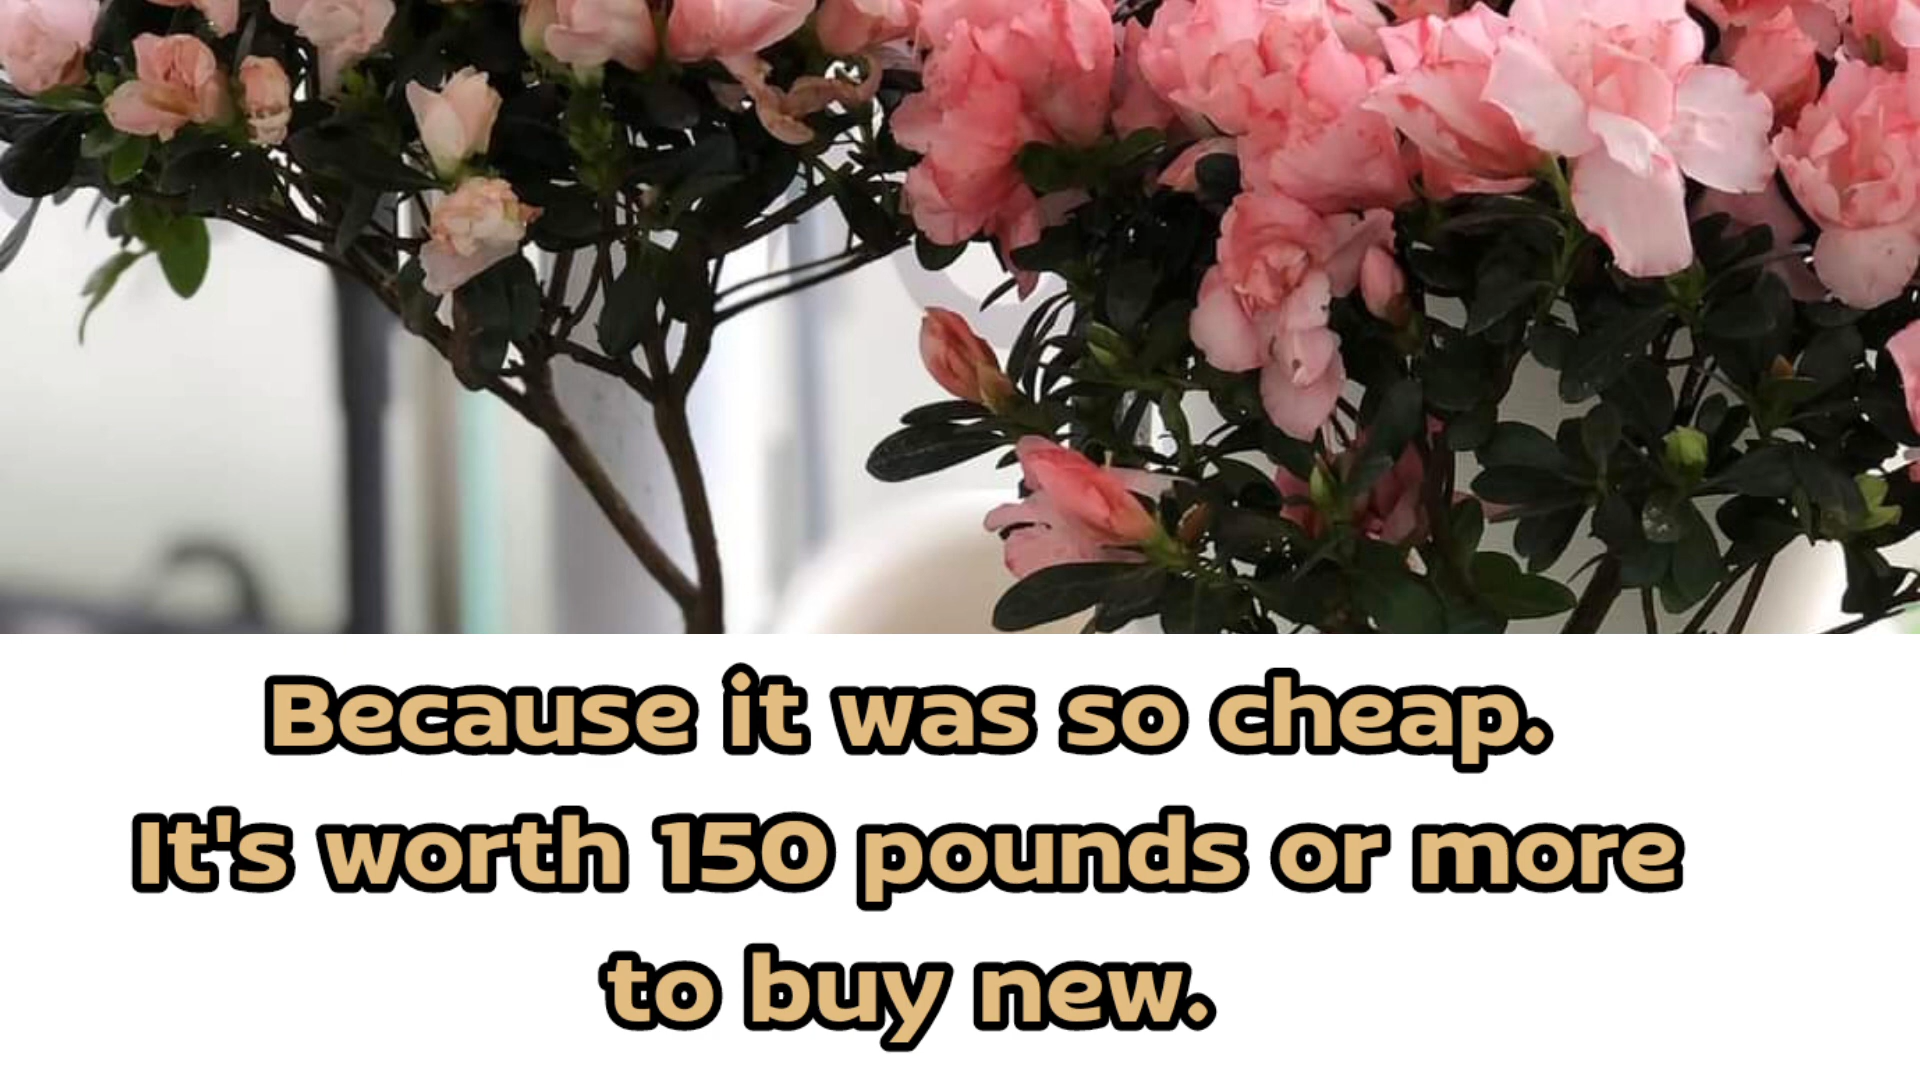 Because it was so cheap.
It's worth 150 pounds or more
to buy new.